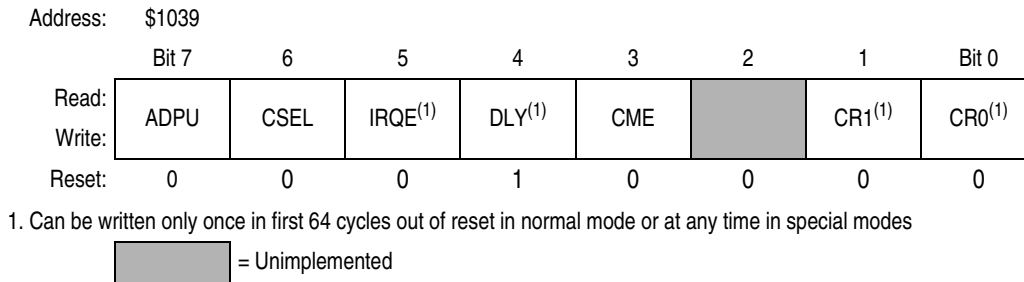 Address: $1039
Bit 7 6 5 4 3 2 1 Bit 0
Read: ADPU CSEL IRQE(1) DLY(1) CME CR1(1) CR0(1)
Write:
Reset: 0 0 0 1 0 0 0 0
1. Can be written only once in first 64 cycles out of reset in normal mode or at any time in special modes
= Unimplemented